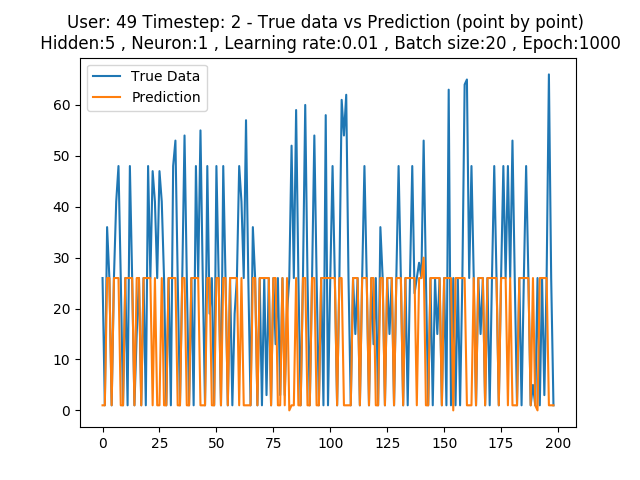 User: 49 Timestep: 2 - True data vs Prediction (point by point)
Hidden:5 , Neuron:1 , Learning rate:0.01 , Batch size:20 , Epoch:1000
True Data
Prediction
60
50
40
30
20
10
0
0 25 50 75 100 125 150 175 200